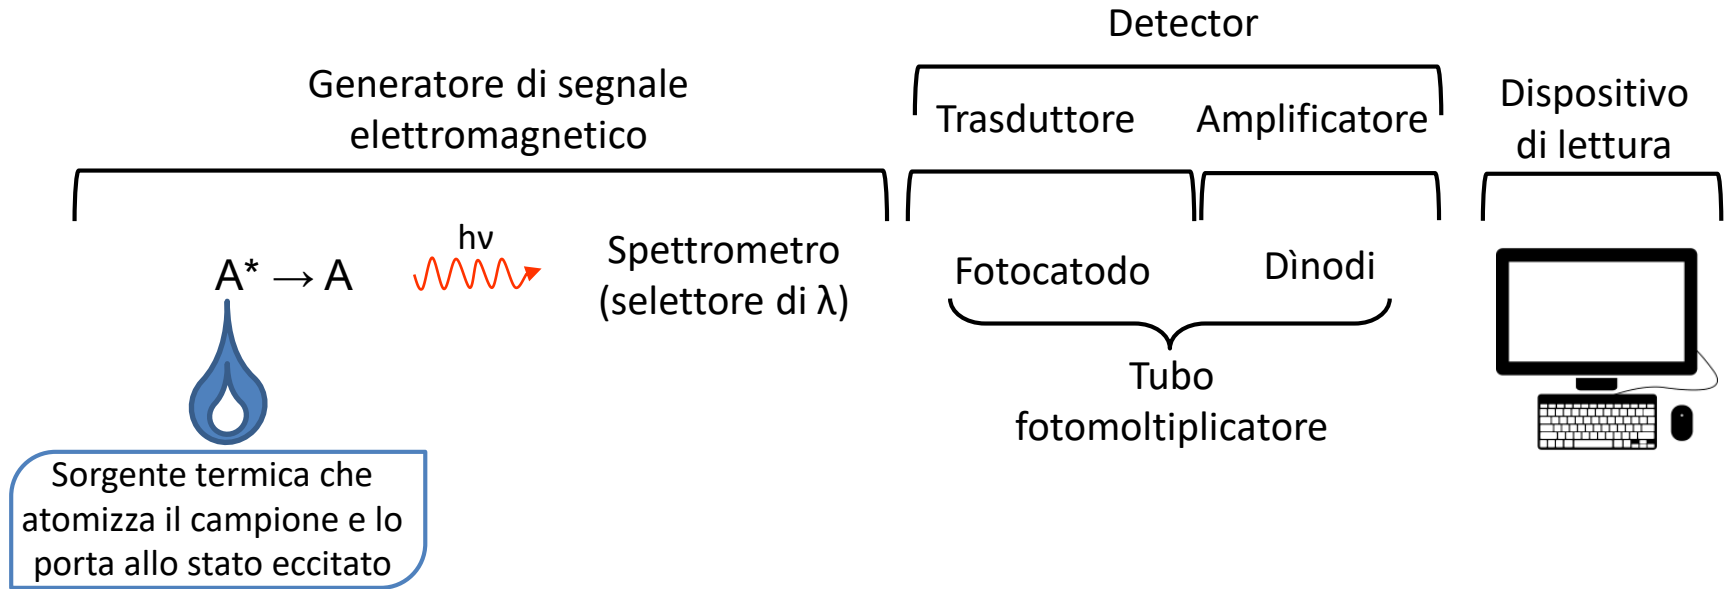 Detector
Generatore di segnale
elettromagnetico
Trasduttore
Amplificatore
Dispositivo
di lettura
A* → A
hν
Spettrometro
(selettore di λ)
Fotocatodo
Dìnodi
Tubo
fotomoltiplicatore
Sorgente termica che
atomizza il campione e lo
porta allo stato eccitato